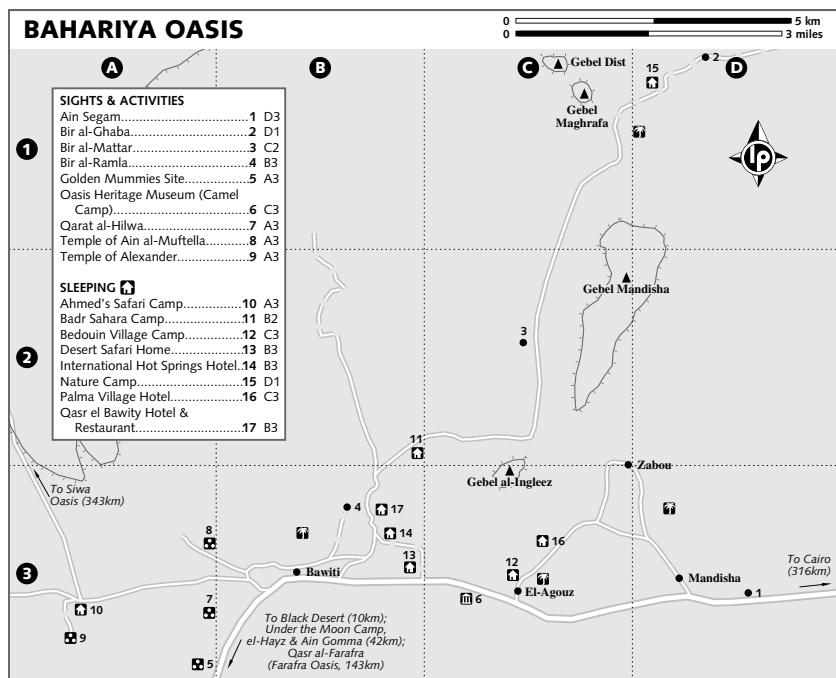 BAHARIYA OASIS
0 5 km
0 3 miles
A B C D
1
2
3
SIGHTS & ACTIVITIES
Ain Segam..........................1 D3
Bir al-Ghaba........................2 D1
Bir al-Mattar........................3 C2
Bir al-Ramla........................4 B3
Golden Mummies Site...........5 A3
Oasis Heritage Museum (Camel
Camp)..............................6 C3
Qarat al-Hilwa......................7 A3
Temple of Ain al-Muftella.......8 A3
Temple of Alexander.............9 A3
SLEEPING
Ahmed's Safari Camp............10 A3
Badr Sahara Camp...............11 B2
Bedouin Village Camp...........12 C3
Desert Safari Home..............13 B3
International Hot Springs Hotel..14 B3
Nature Camp......................15 D1
Palma Village Hotel..............16 C3
Qasr el Bawity Hotel &
Restaurant........................17 B3
Gebel Dist
Gebel
Maghrafa
15
2
lp
Gebel Mandisha
3
11
Gebel al-Ingleez
Zabou
To Siwa
Oasis (343km)
4
17
14
8
13
16
12
Bawiti
Mandisha
To Cairo
(316km)
El-Agouz
1
10
7
6
9
5
To Black Desert (10km);
Under the Moon Camp,
el-Hayz & Ain Gomma (42km);
Qasr al-Farafra
(Farafra Oasis, 143km)